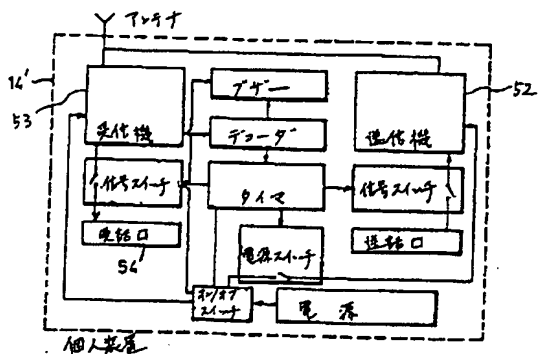 アンテナ
14'
53
52
ブザー
受信機
デコーダ
送信機
信号スイッチ
タイマ
信号スイッチ
受話口
54
電源スイッチ
送話口
オン/オフ
スイッチ
電源
個人装置